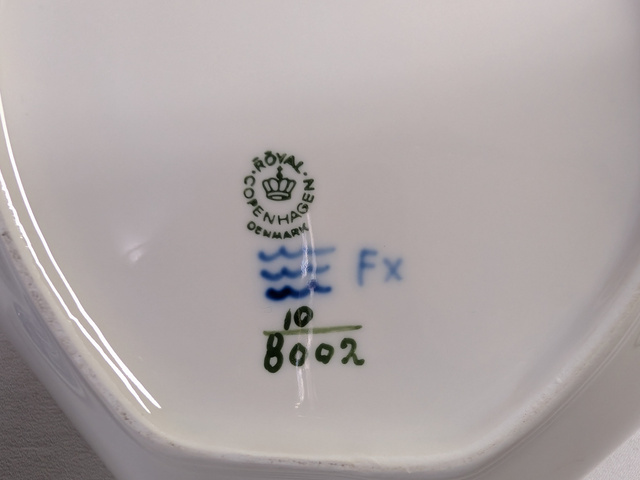 ROYAL
COPENHAGEN
DENMARK
Fx
10
8002